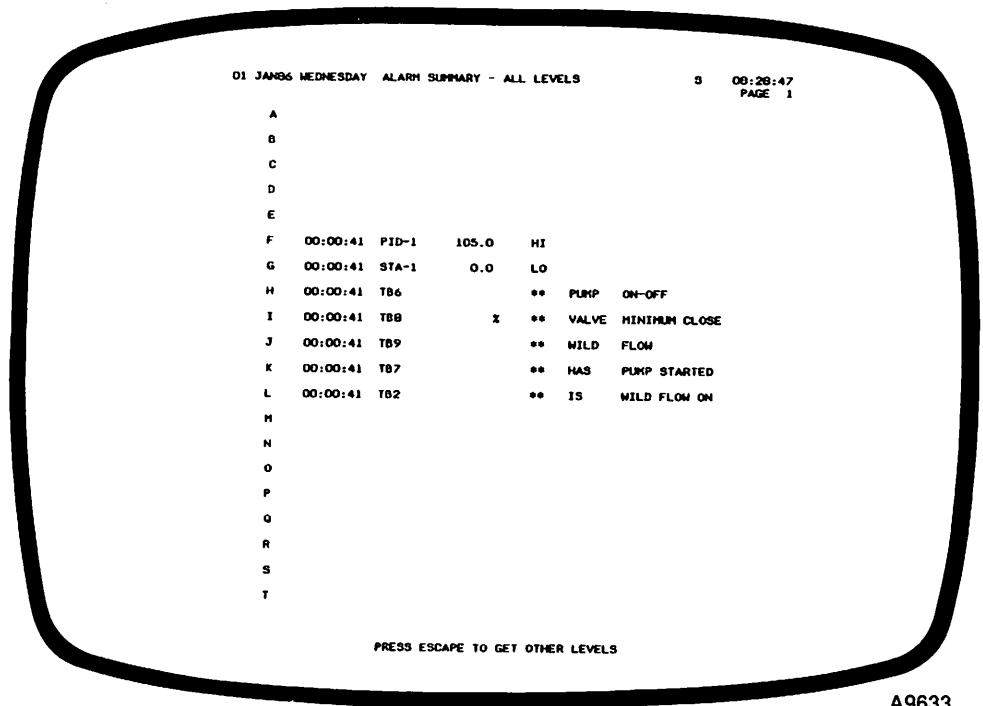 01 JAN86 WEDNESDAY ALARM SUMMARY - ALL LEVELS S 08:28:47
PAGE 1
A
B
C
D
E
F 00:00:41 PID-1 105.0 HI
G 00:00:41 STA-1 0.0 LO
H 00:00:41 TB6 ** PUMP ON-OFF
I 00:00:41 TB8 % ** VALVE MINIMUM CLOSE
J 00:00:41 TB9 ** WILD FLOW
K 00:00:41 TB7 ** HAS PUMP STARTED
L 00:00:41 TB2 ** IS WILD FLOW ON
M
N
O
P
Q
R
S
T
PRESS ESCAPE TO GET OTHER LEVELS
A9633